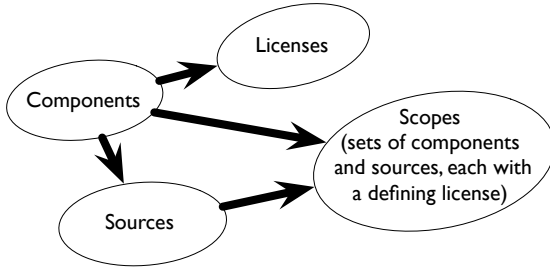 Licenses
Components
Scopes
(sets of components
and sources, each with
a defining license)
Sources